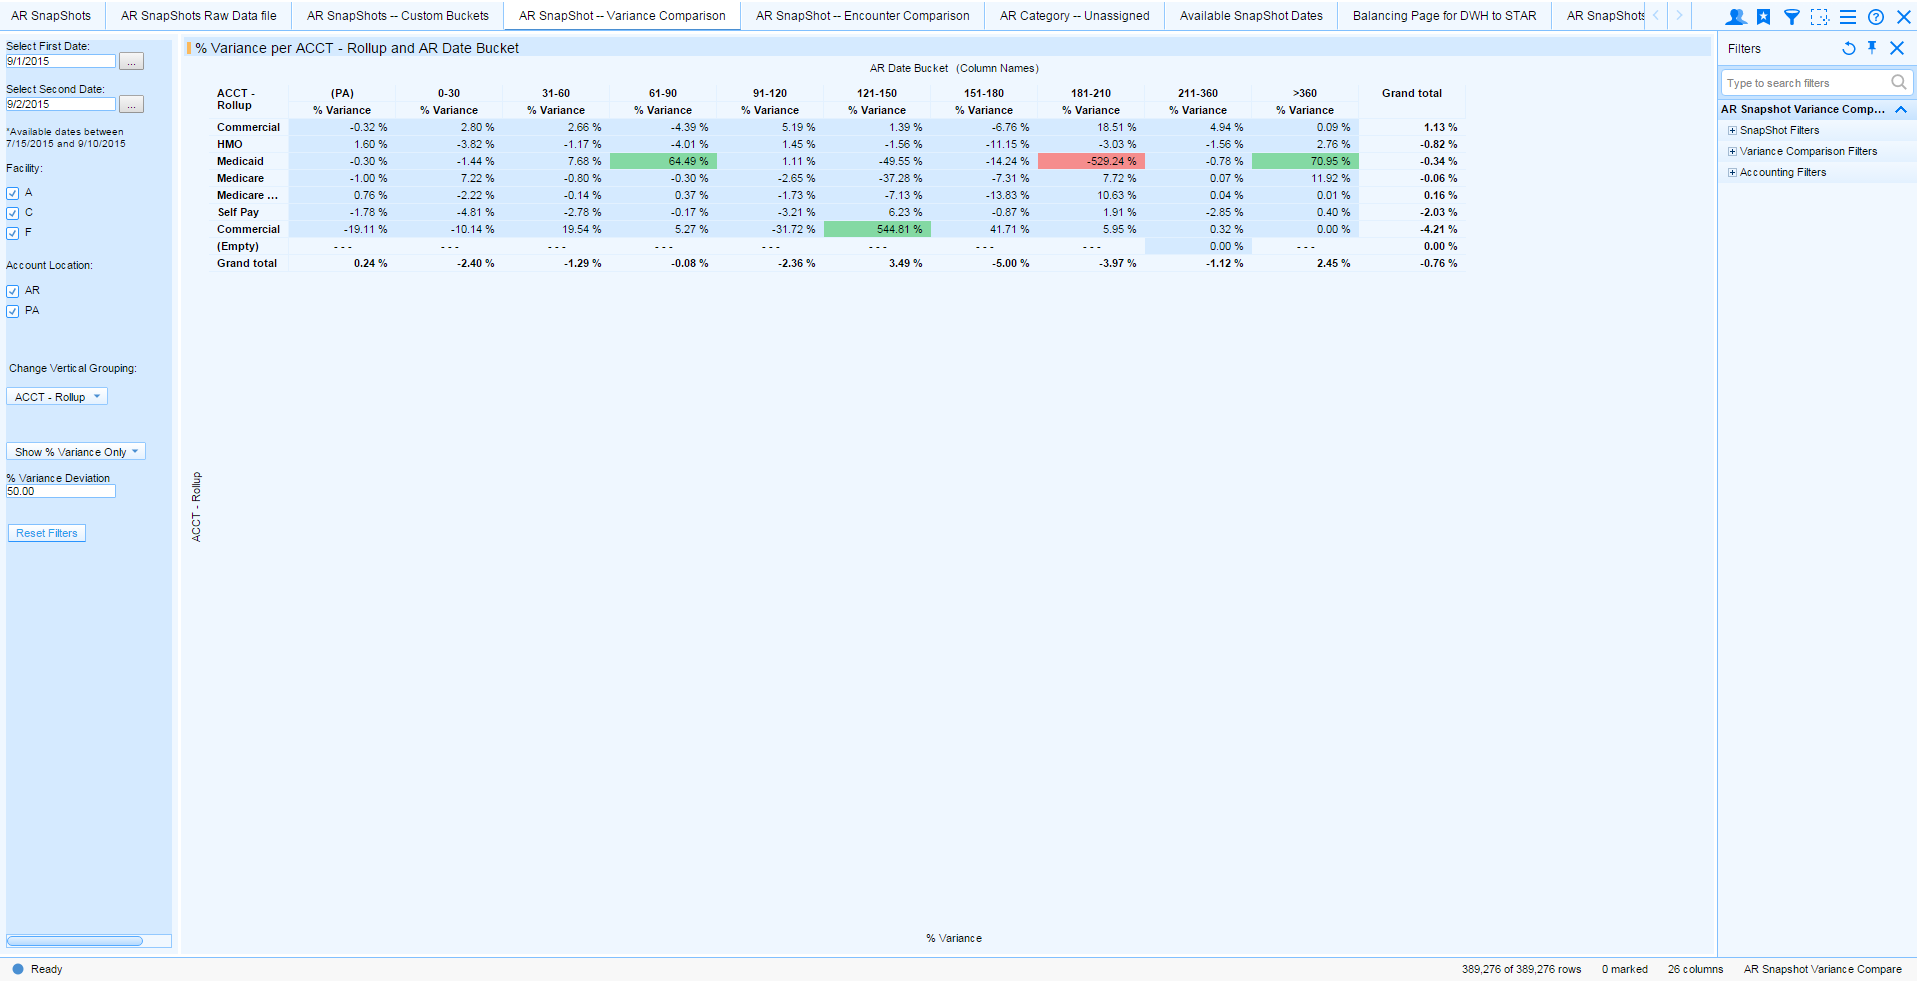 AR SnapShots	AR SnapShots Raw Data file	AR SnapShots -- Custom Buckets	AR SnapShot -- Variance Comparison	AR SnapShot -- Encounter Comparison	AR Category -- Unassigned	Available SnapShot Dates	Balancing Page for DWH to STAR	AR SnapShots
Select First Date:
9/1/2015 ...
Select Second Date:
9/2/2015 ...
*Available dates between
7/15/2015 and 9/10/2015
Facility:
A
C
F
Account Location:
AR
PA
Change Vertical Grouping:
ACCT - Rollup
Show % Variance Only
% Variance Deviation
50.00
Reset Filters
% Variance per ACCT - Rollup and AR Date Bucket
AR Date Bucket (Column Names)
ACCT - Rollup	(PA)	0-30	31-60	61-90	91-120	121-150	151-180	181-210	211-360	>360	Grand total
% Variance	% Variance	% Variance	% Variance	% Variance	% Variance	% Variance	% Variance	% Variance	% Variance
Commercial	-0.32 %	2.80 %	2.66 %	-4.39 %	5.19 %	1.39 %	-6.76 %	18.51 %	4.94 %	0.09 %	1.13 %
HMO	1.60 %	-3.82 %	-1.17 %	-4.01 %	1.45 %	-1.56 %	-11.15 %	-3.03 %	-1.56 %	2.76 %	-0.82 %
Medicaid	-0.30 %	-1.44 %	7.68 %	64.49 %	1.11 %	-49.55 %	-14.24 %	-529.24 %	-0.78 %	70.95 %	-0.34 %
Medicare	-1.00 %	7.22 %	-0.80 %	-0.30 %	-2.65 %	-37.28 %	-7.31 %	7.72 %	0.07 %	11.92 %	-0.06 %
Medicare ...	0.76 %	-2.22 %	-0.14 %	0.37 %	-1.73 %	-7.13 %	-13.83 %	10.63 %	0.04 %	0.01 %	0.16 %
Self Pay	-1.78 %	-4.81 %	-2.78 %	-0.17 %	-3.21 %	6.23 %	-0.87 %	1.91 %	-2.85 %	0.40 %	-2.03 %
Commercial	-19.11 %	-10.14 %	19.54 %	5.27 %	-31.72 %	544.81 %	41.71 %	5.95 %	0.32 %	0.00 %	-4.21 %
(Empty)	- - -	- - -	- - -	- - -	- - -	- - -	- - -	- - -	0.00 %	- - -	0.00 %
Grand total	0.24 %	-2.40 %	-1.29 %	-0.08 %	-2.36 %	3.49 %	-5.00 %	-3.97 %	-1.12 %	2.45 %	-0.76 %
ACCT - Rollup
% Variance
Filters
Type to search filters
AR Snapshot Variance Comp...
SnapShot Filters
Variance Comparison Filters
Accounting Filters
Ready	389,276 of 389,276 rows	0 marked	26 columns	AR Snapshot Variance Compare